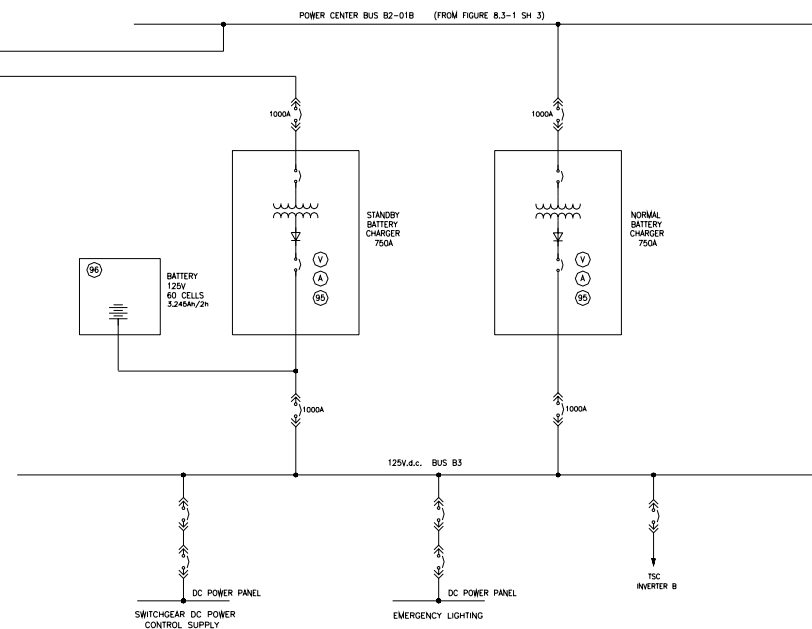 POWER CENTER BUS B2-01B (FROM FIGURE 8.3-1 SH 3)
1000A
1000A
STANDBY
BATTERY
CHARGER
750A
NORMAL
BATTERY
CHARGER
750A
V
A
95
V
A
95
96
BATTERY
125V
60 CELLS
3.245Ah/2h
1000A
1000A
125V.d.c. BUS B3
DC POWER PANEL
SWITCHGEAR DC POWER
CONTROL SUPPLY
DC POWER PANEL
EMERGENCY LIGHTING
TSC
INVERTER B